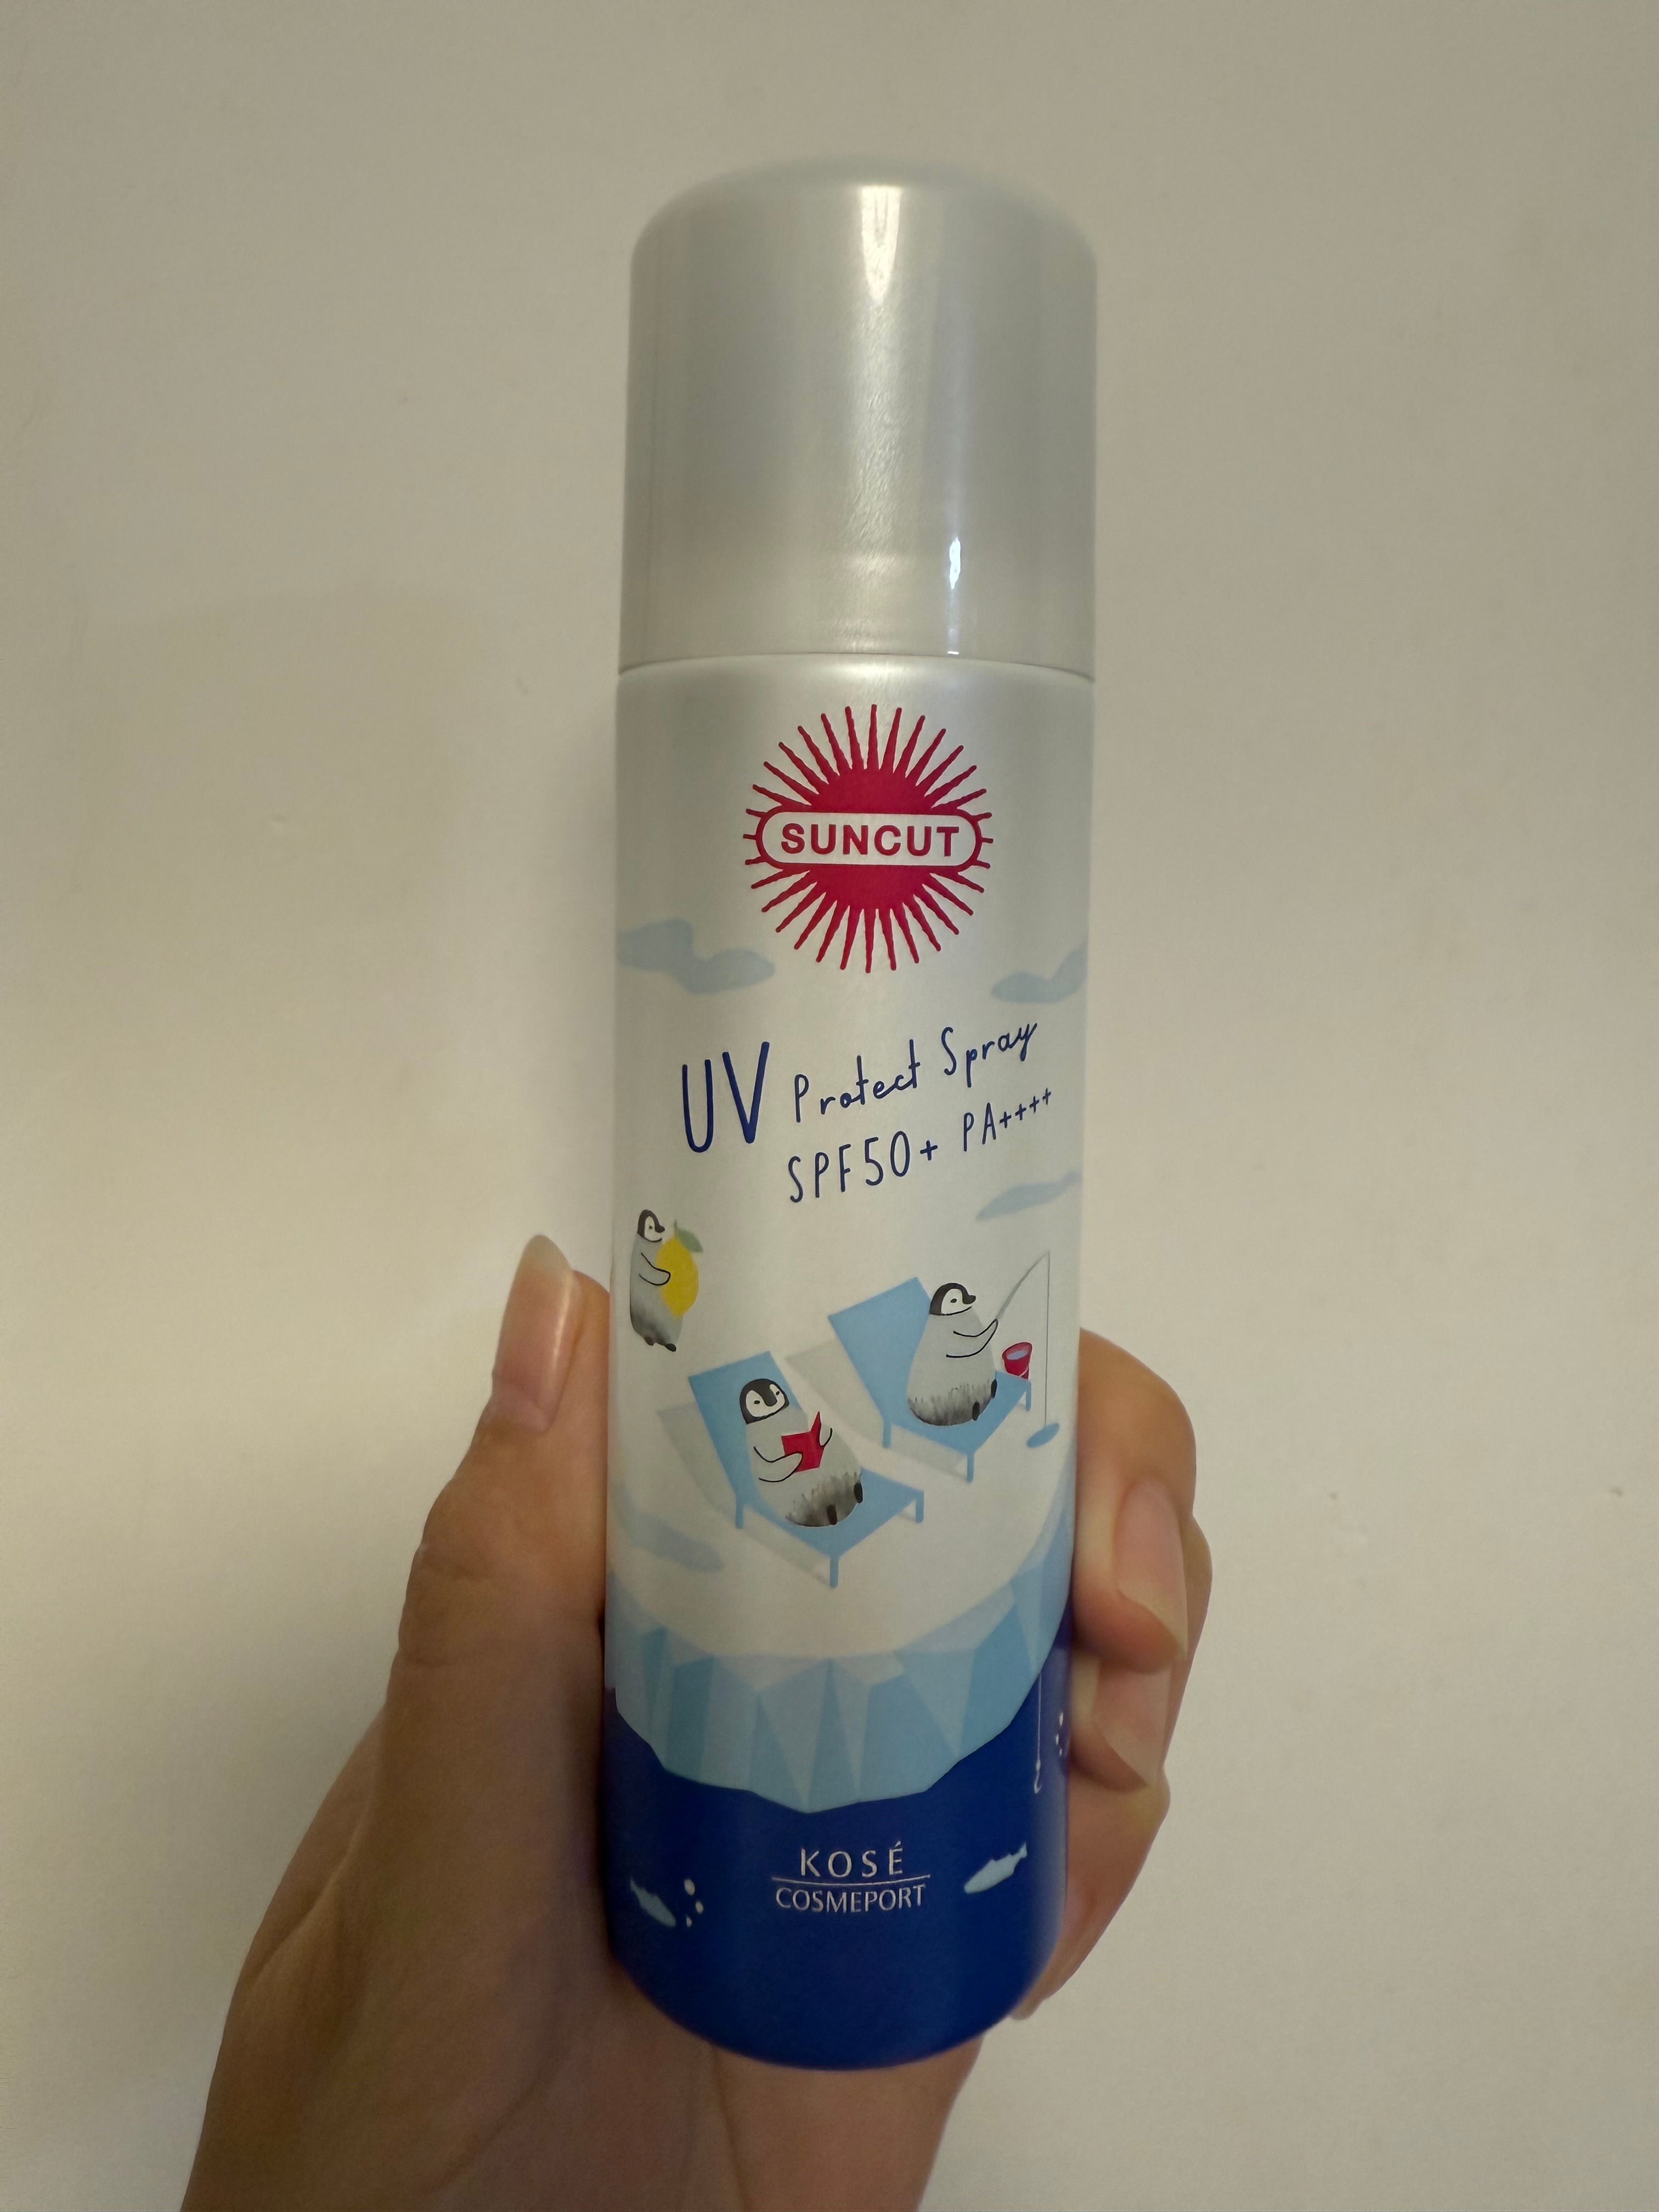 SUNCUT
UV Protect Spray
SPF50+ PA++++
KOSÉ
COSMEPORT